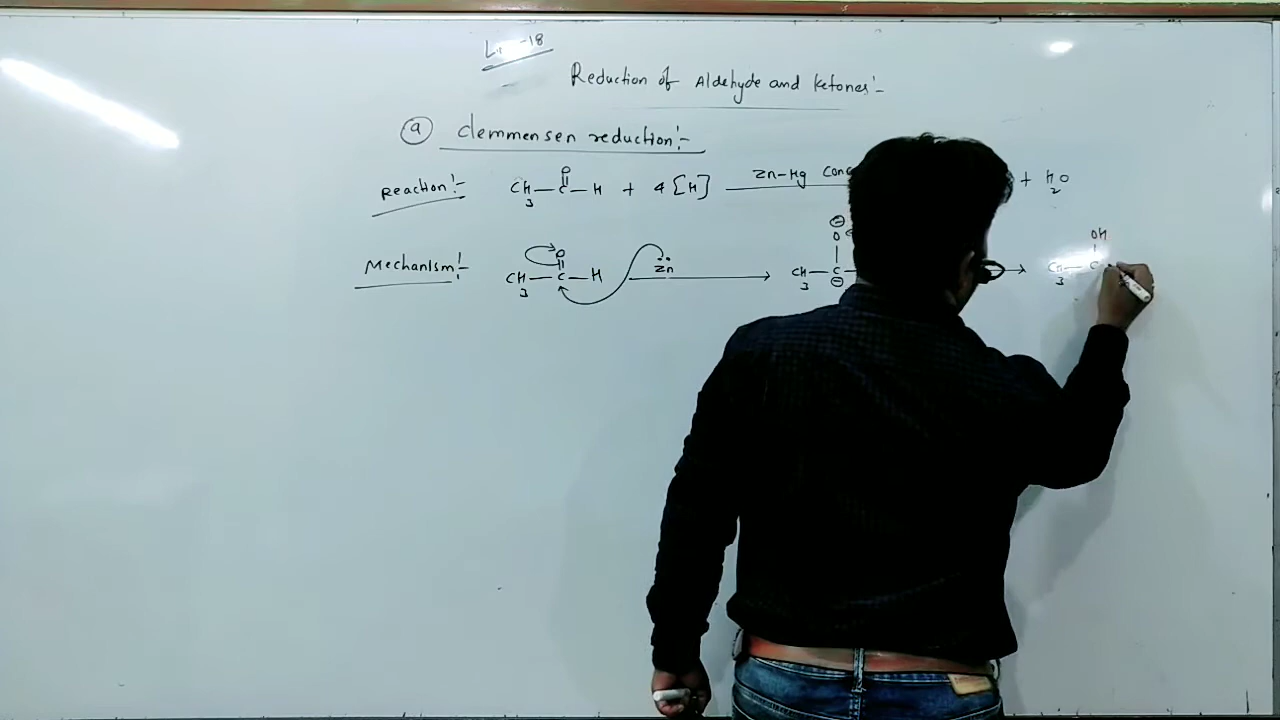 -18
Reduction of Aldehyde and Ketones:-
(a) Clemmensen reduction:-
Reaction:- CH3—C(=O)—H + 4[H] Zn-Hg Conc + H2O
Mechanism:- CH3—C(=O)—H Zn CH3—C OH CH3—C